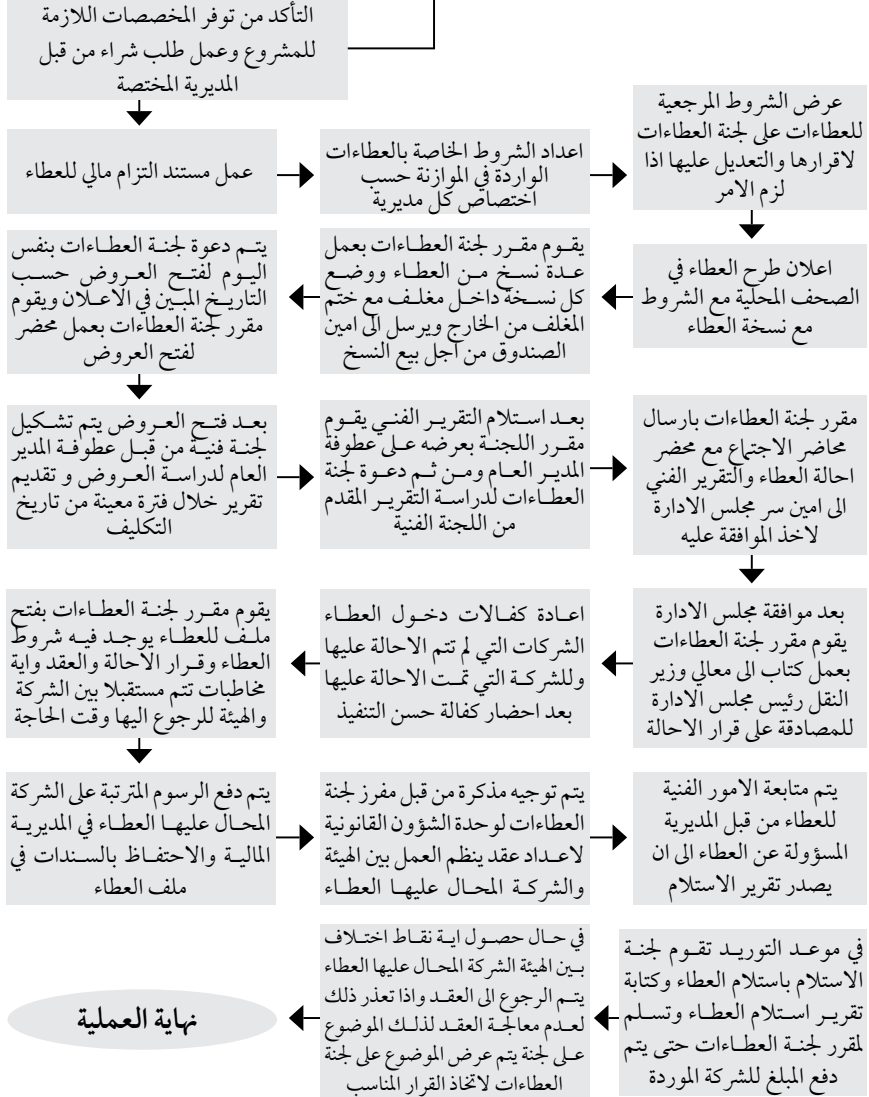 التأكد من توفر المخصصات اللازمة
للمشروع وعمل طلب شراء من قبل
المديرية المختصة
عمل مستند التزام مالي للعطاء
اعداد الشروط الخاصة بالعطاءات
الواردة في الموازنة حسب
اختصاص كل مديرية
عرض الشروط المرجعية
للعطاءات على لجنة العطاءات
لاقرارها والتعديل عليها اذا
لزم الامر
اعلان طرح العطاء في
الصحف المحلية مع الشروط
مع نسخة العطاء
يقوم مقرر لجنة العطاءات بعمل
عدة نسخ من العطاء ووضع
كل نسخة داخل مغلف مع ختم
المغلف من الخارج ويرسل الى امين
الصندوق من اجل بيع النسخ
يتم دعوة لجنة العطاءات بنفس
اليوم لفتح العروض حسب
التاريخ المبين في الاعلان ويقوم
مقرر لجنة العطاءات بعمل محضر
لفتح العروض
بعد فتح العروض يتم تشكيل
لجنة فنية من قبل عطوفة المدير
العام لدراسة العروض و تقديم
تقرير خلال فترة معينة من تاريخ
التكليف
بعد استلام التقرير الفني يقوم
مقرر اللجنة بعرضه على عطوفة
المدير العام ومن ثم دعوة لجنة
العطاءات لدراسة التقرير المقدم
من اللجنة الفنية
مقرر لجنة العطاءات بارسال
محاضر الاجتماع مع محضر
احالة العطاء والتقرير الفني
الى امين سر مجلس الادارة
لاخذ الموافقة عليه
بعد موافقة مجلس الادارة
يقوم مقرر لجنة العطاءات
بعمل كتاب الى معالي وزير
النقل رئيس مجلس الادارة
للمصادقة على قرار الاحالة
اعادة كفالات دخول العطاء
الشركات التي لم تتم الاحالة عليها
وللشركة التي تمت الاحالة عليها
بعد احضار كفالة حسن التنفيذ
يقوم مقرر لجنة العطاءات بفتح
ملف للعطاء يوجد فيه شروط
العطاء وقرار الاحالة والعقد واية
مخاطبات تتم مستقبلا بين الشركة
والهيئة للرجوع اليها وقت الحاجة
يتم دفع الرسوم المترتبة على الشركة
المحال عليها العطاء في المديرية
المالية والاحتفاظ بالسندات في
ملف العطاء
يتم توجيه مذكرة من قبل مفرز لجنة
العطاءات لوحدة الشؤون القانونية
لاعداد عقد ينظم العمل بين الهيئة
والشركة المحال عليها العطاء
يتم متابعة الامور الفنية
للعطاء من قبل المديرية
المسؤولة عن العطاء الى ان
يصدر تقرير الاستلام
في موعد التوريد تقوم لجنة
الاستلام باستلام العطاء وكتابة
تقرير استلام العطاء وتسلم
لمقرر لجنة العطاءات حتى يتم
دفع المبلغ للشركة الموردة
في حال حصول اية نقاط اختلاف
بين الهيئة الشركة المحال عليها العطاء
يتم الرجوع الى العقد واذا تعذر ذلك
لعدم معالجة العقد لذلك الموضوع
على لجنة يتم عرض الموضوع على لجنة
العطاءات لاتخاذ القرار المناسب
نهاية العملية